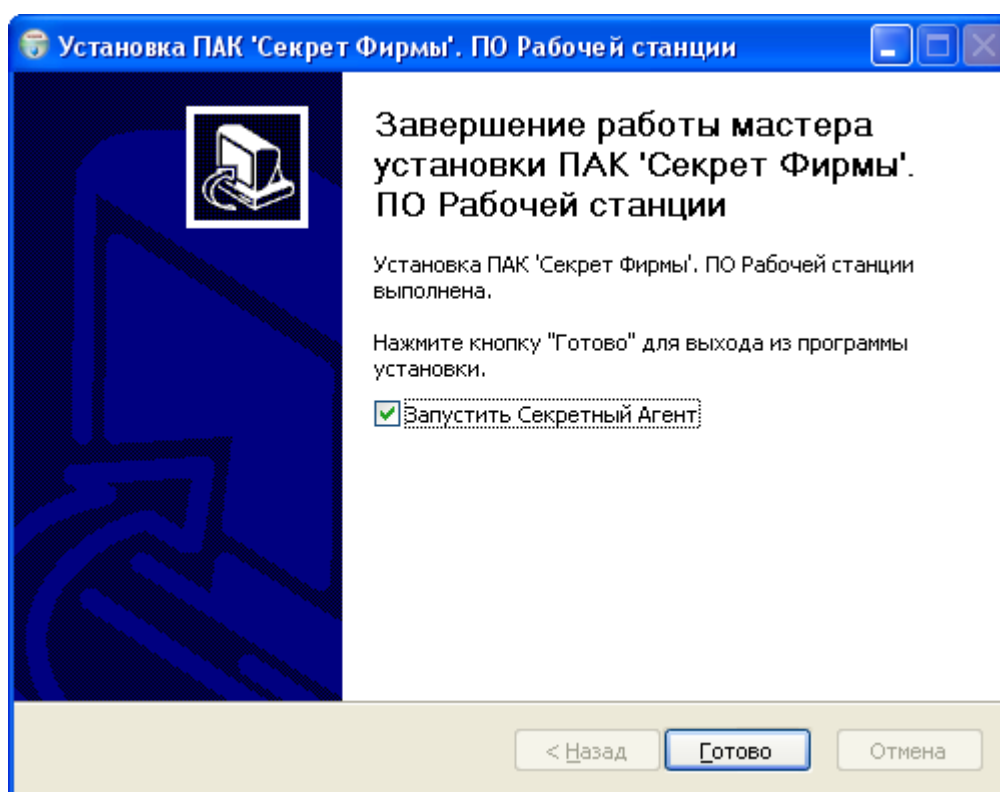 Установка ПАК 'Секрет Фирмы'. ПО Рабочей станции
Завершение работы мастера
установки ПАК 'Секрет Фирмы'.
ПО Рабочей станции
Установка ПАК 'Секрет Фирмы'. ПО Рабочей станции
выполнена.
Нажмите кнопку "Готово" для выхода из программы
установки.
Запустить Секретный Агент
< Назад
Готово
Отмена